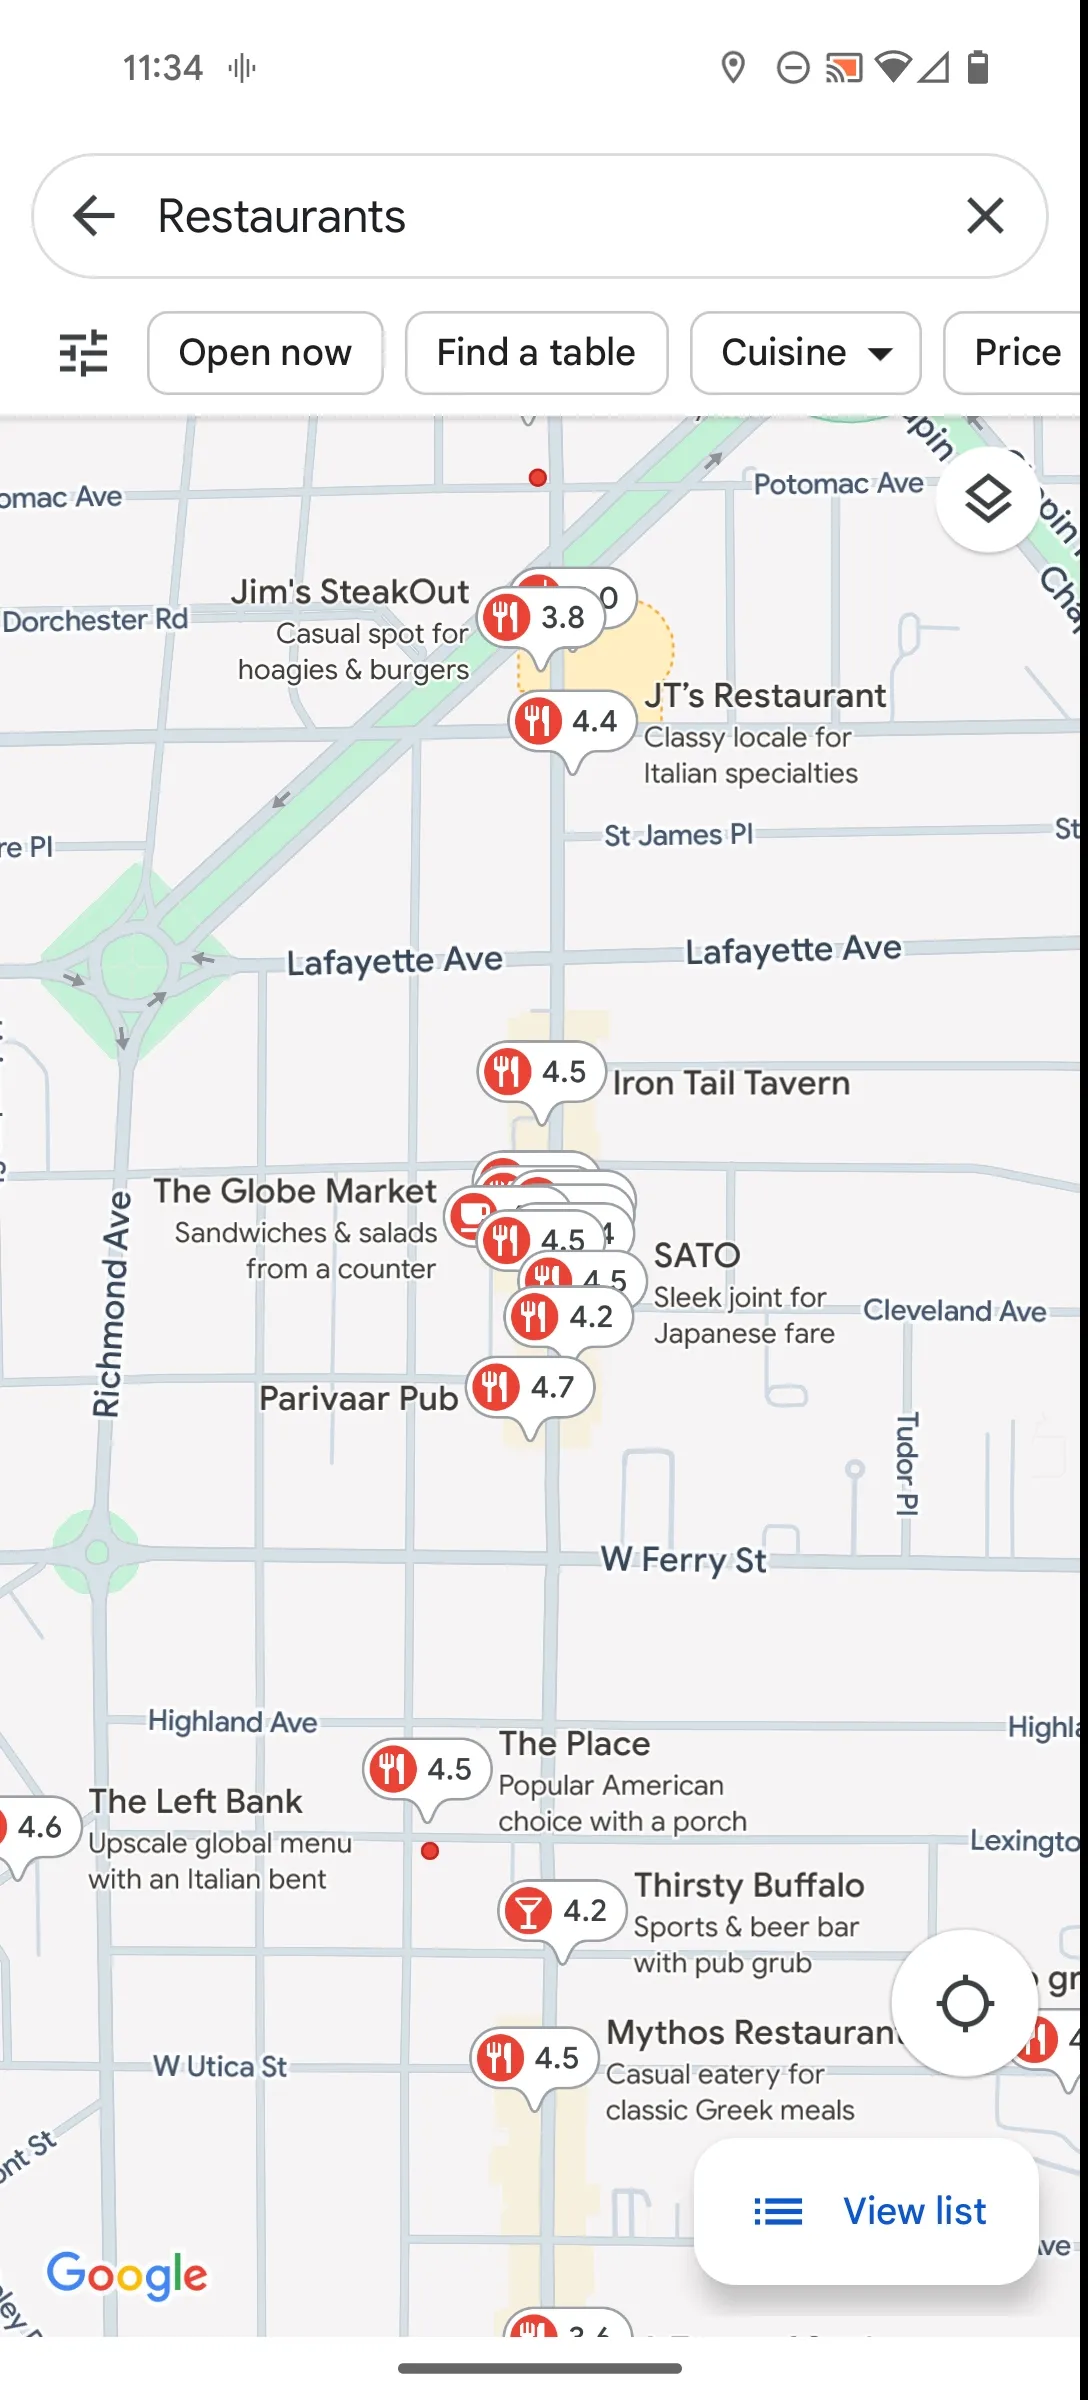 11:34
Restaurants
Open now
Find a table
Cuisine
Price
Potomac Ave
Jim's SteakOut
Casual spot for
hoagies & burgers
3.8
Dorchester Rd
4.4
JT's Restaurant
Classy locale for
Italian specialties
St James Pl
St
Lafayette Ave
Lafayette Ave
4.5
Iron Tail Tavern
The Globe Market
Sandwiches & salads
from a counter
4.5
4.5
SATO
Sleek joint for
Japanese fare
4.2
Cleveland Ave
Richmond Ave
Parivaar Pub
4.7
Tudor Pl
W Ferry St
Highland Ave
4.5
The Place
Popular American
choice with a porch
4.6
The Left Bank
Upscale global menu
with an Italian bent
4.2
Thirsty Buffalo
Sports & beer bar
with pub grub
4.5
Mythos Restaurant
Casual eatery for
classic Greek meals
W Utica St
View list
Google
3.6